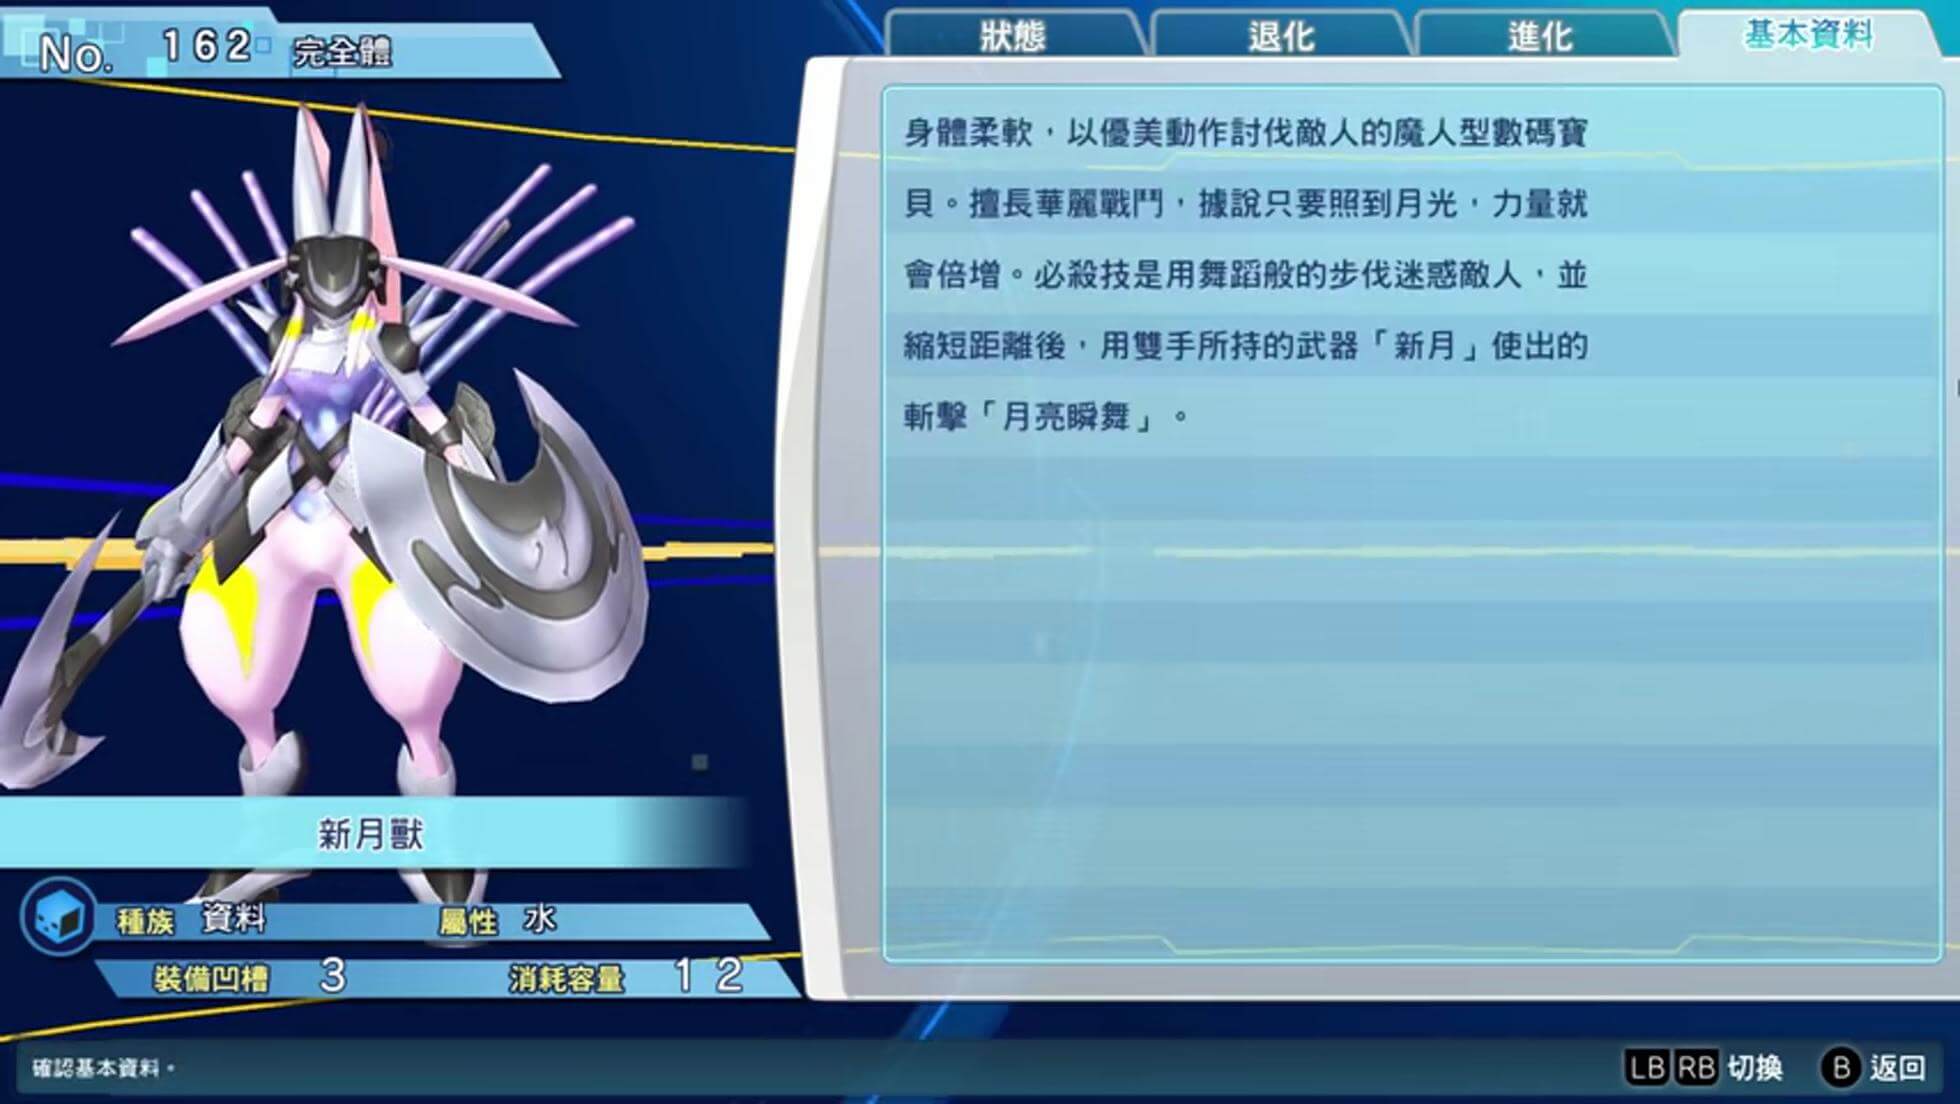 No. 162 完全體
狀態 退化 進化 基本資料
身體柔軟，以優美動作討伐敵人的魔人型數碼寶
貝。擅長華麗戰鬥，據說只要照到月光，力量就
會倍增。必殺技是用舞蹈般的步伐迷惑敵人，並
縮短距離後，用雙手所持的武器「新月」使出的
斬擊「月亮瞬舞」。
新月獸
種族 資料 屬性 水
裝備凹槽 3 消耗容量 12
確認基本資料。
LB RB 切換 B 返回